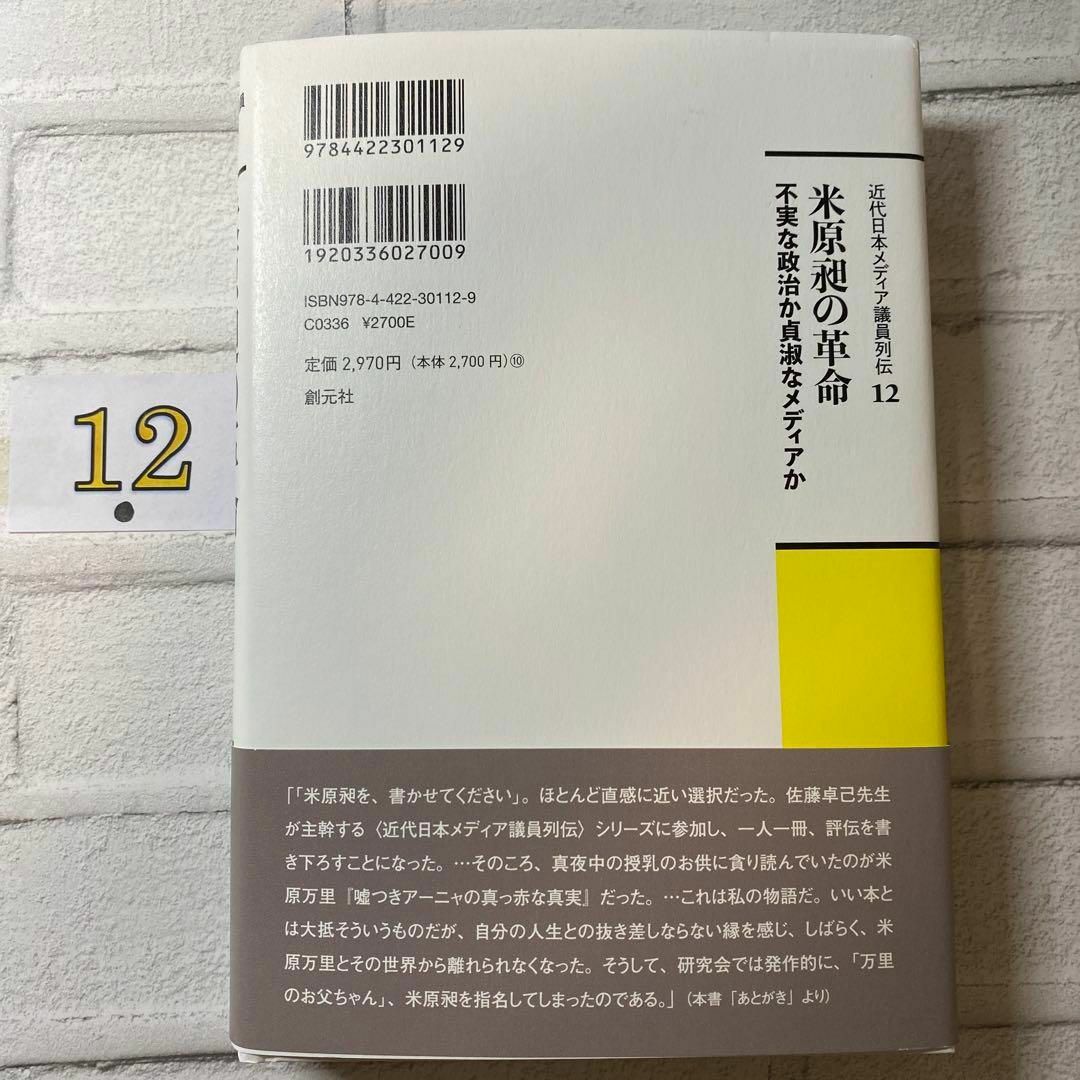 9784422301129
1920336027009
ISBN978-4-422-30112-9
C0336 ¥2700E
定価 2,970円(本体 2,700 円)⑩
創元社
近代日本メディア議員列伝 12
米原昶の革命
不実な政治か貞淑なメディアか
12
「「米原昶を、書かせてください」。ほとんど直感に近い選択だった。佐藤卓己先生
が主幹する〈近代日本メディア議員列伝〉シリーズに参加し、一人一冊、評伝を書
き下ろすことになった。…そのころ、真夜中の授乳のお供に貪り読んでいたのが米
原万里『嘘つきアーニャの真っ赤な真実』だった。…これは私の物語だ。いい本と
は大抵そういうものだが、自分の人生との抜き差しならない縁を感じ、しばらく、米
原万里とその世界から離れられなくなった。そうして、研究会では発作的に、「万里
のお父ちゃん」、米原昶を指名してしまったのである。」(本書「あとがき」より)